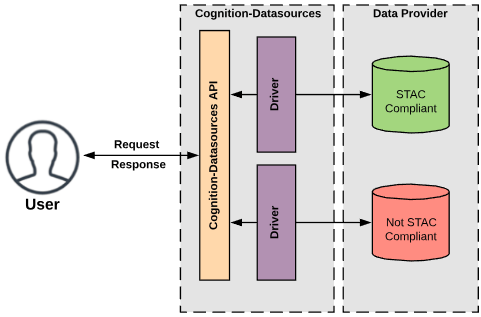 Cognition-Datasources
Data Provider
Cognition-Datasources API
Driver
STAC
Compliant
Request
Response
User
Driver
Not STAC
Compliant